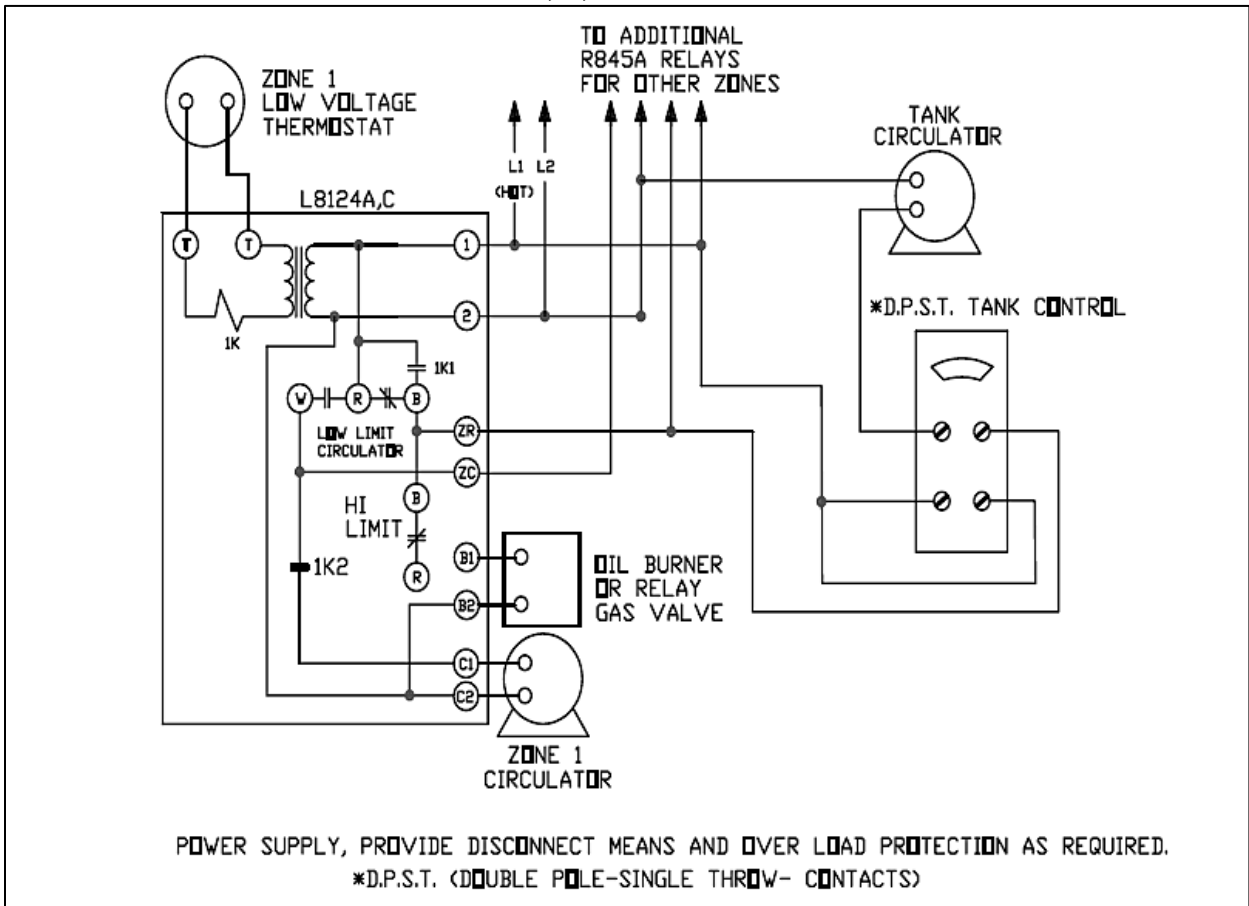 TO ADDITIONAL
R845A RELAYS
FOR OTHER ZONES
ZONE 1
LOW VOLTAGE
THERMOSTAT
TANK
CIRCULATOR
L1
L2
(HOT)
L8124A,C
T
T
1
*D.P.S.T. TANK CONTROL
2
1K
1K1
W
R
B
LOW LIMIT
CIRCULATOR
ZR
ZC
B
HI
LIMIT
R
1K2
B1
B2
OIL BURNER
OR RELAY
GAS VALVE
C1
C2
ZONE 1
CIRCULATOR
POWER SUPPLY, PROVIDE DISCONNECT MEANS AND OVER LOAD PROTECTION AS REQUIRED.
*D.P.S.T. (DOUBLE POLE-SINGLE THROW- CONTACTS)